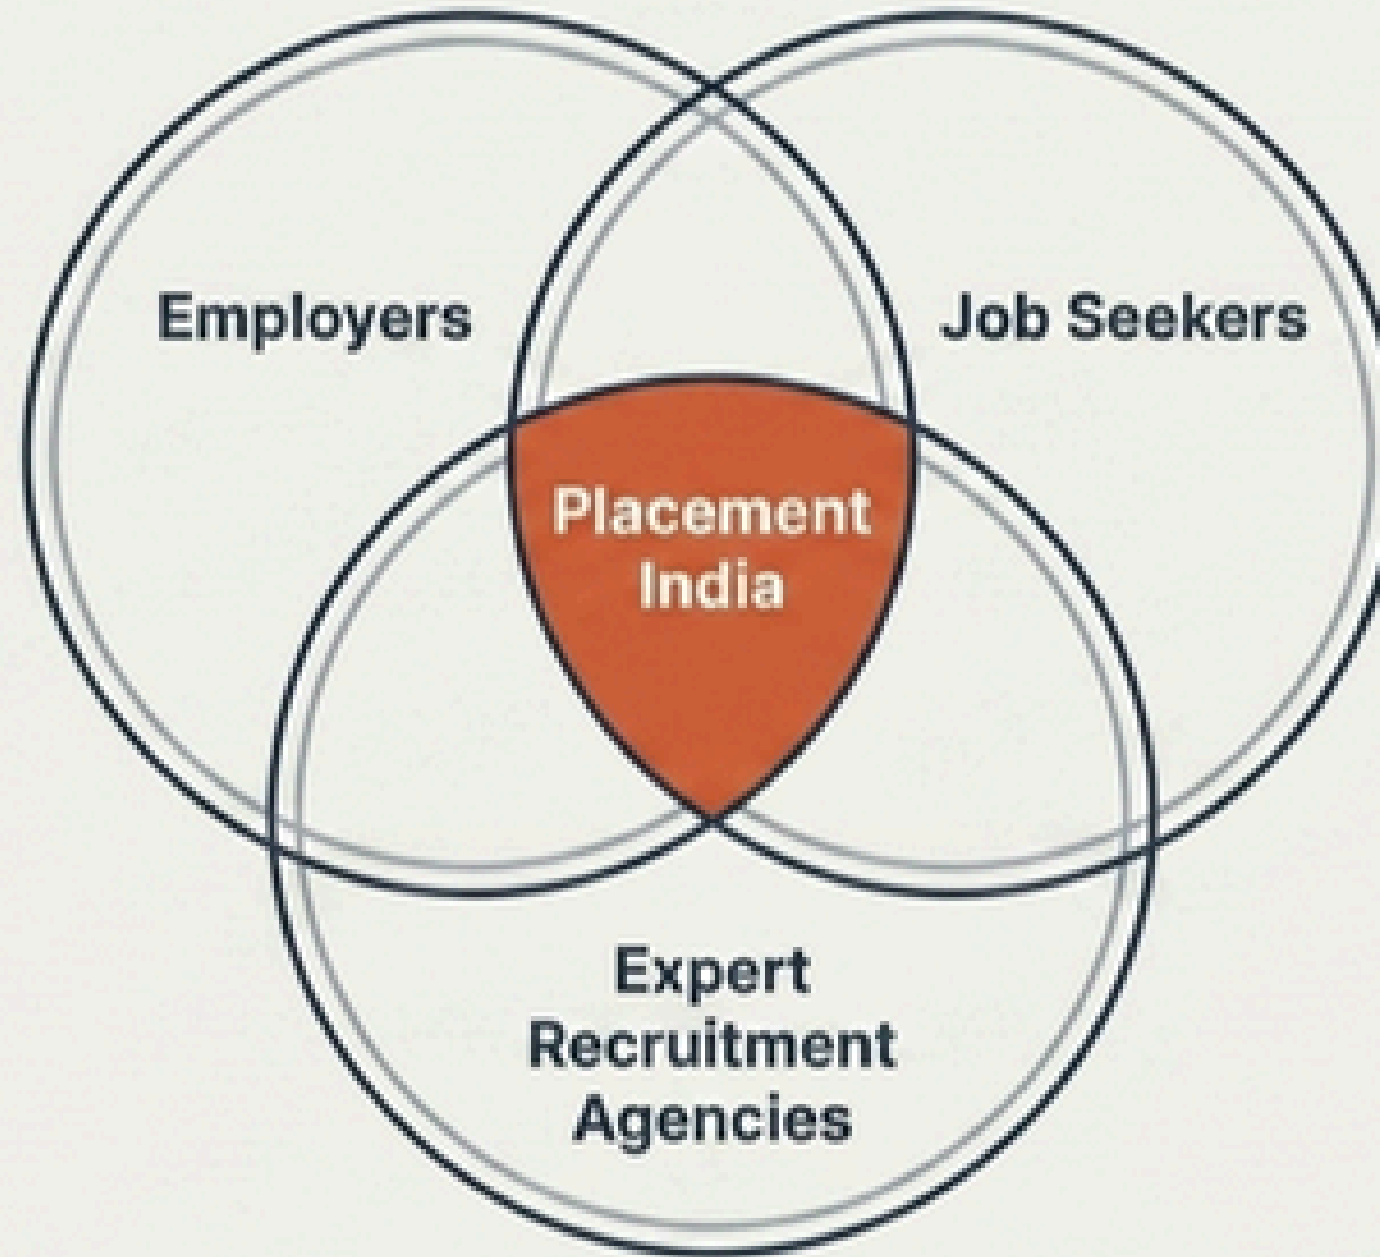 Employers
Job Seekers
Placement
India
Expert
Recruitment
Agencies